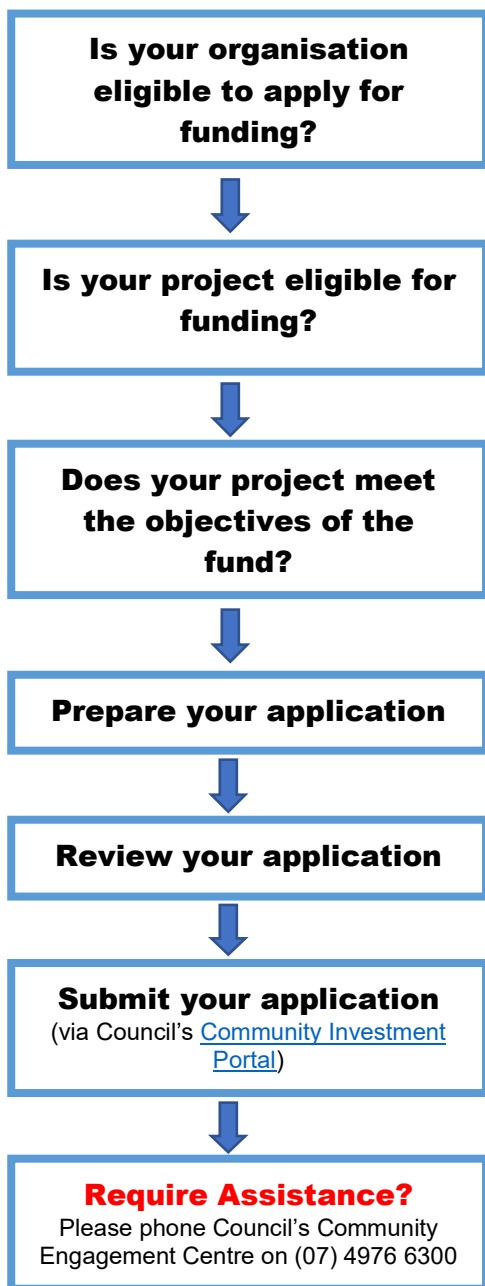 Is your organisation
eligible to apply for
funding?
Is your project eligible for
funding?
Does your project meet
the objectives of the
fund?
Prepare your application
Review your application
Submit your application
(via Council's Community Investment
Portal)
Require Assistance?
Please phone Council's Community
Engagement Centre on (07) 4976 6300